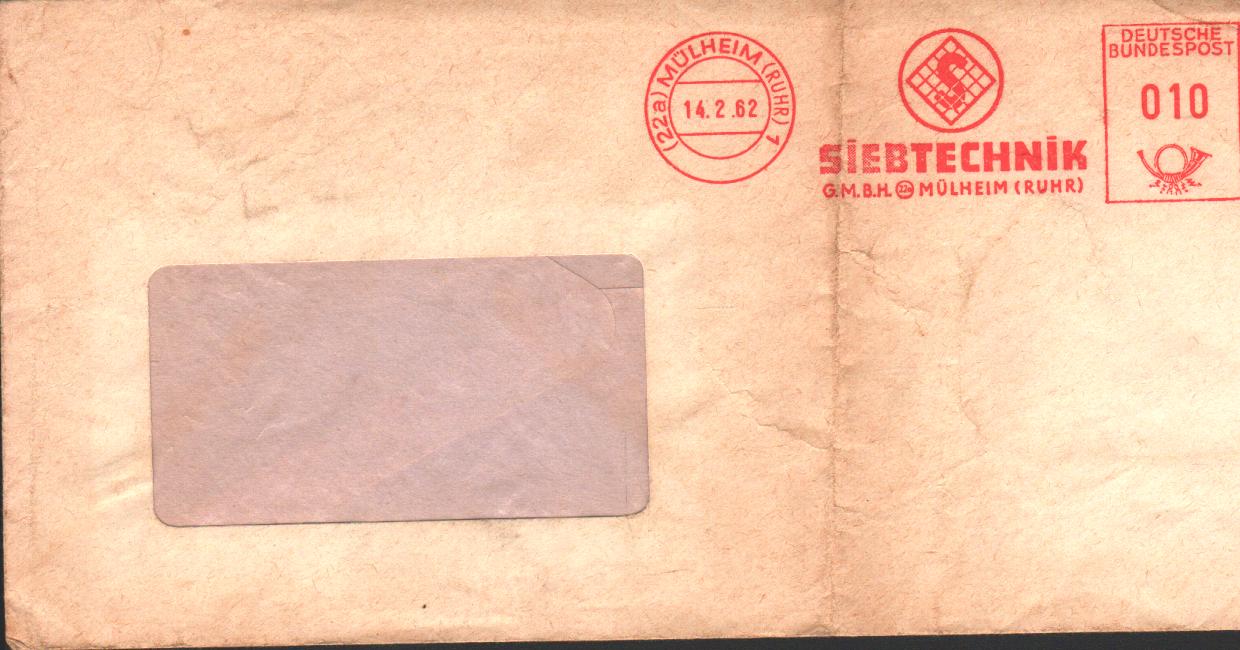 (22a) MÜLHEIM (RUHR) 1
14.2.62
SIEBTECHNIK
G.M.B.H. 22a MÜLHEIM (RUHR)
DEUTSCHE
BUNDESPOST
010